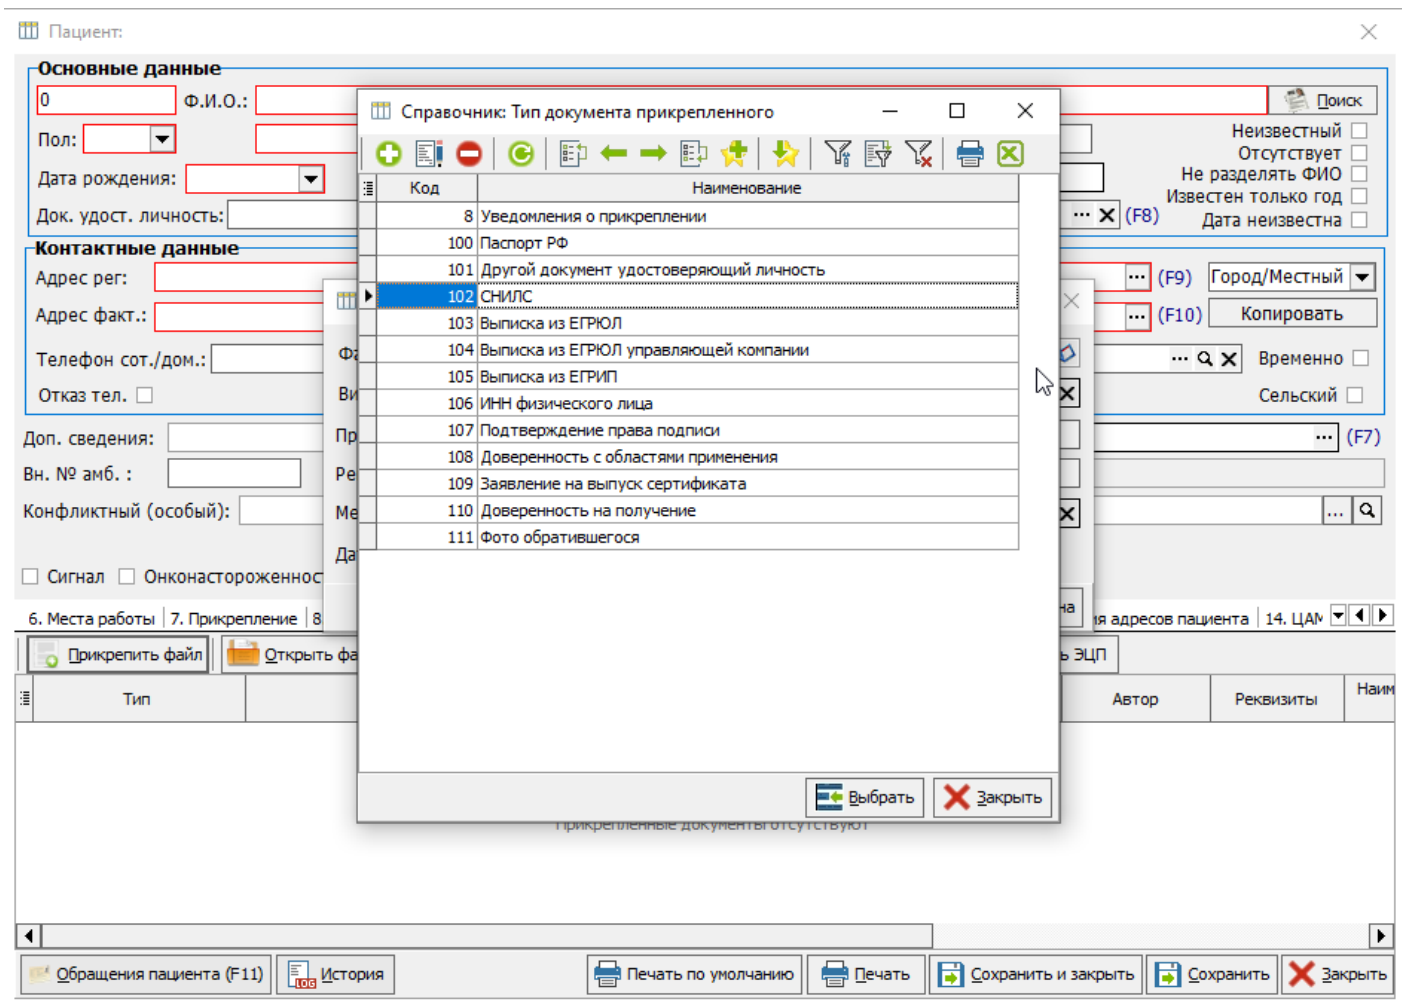 Пациент:
Основные данные
0 Ф.И.О.: Поиск
Пол:
Неизвестный
Отсутствует
Дата рождения:
Не разделять ФИО
Известен только год
Док. удост. личность: ... (F8)
Дата неизвестна
Контактные данные
Адрес рег: ... (F9) Город/Местный
Адрес факт.: ... (F10) Копировать
Телефон сот./дом.: ... Временно
Отказ тел. Сельский
Доп. сведения: ... (F7)
Вн. № амб. :
Конфликтный (особый): ...
Сигнал
6. Места работы 7. Прикрепление 8
адресов пациента 14.
Прикрепить файл Открыть
ЭЦП
Тип Автор Реквизиты
Справочник: Тип документа прикрепленного
Код Наименование
8 Уведомления о прикреплении
100 Паспорт РФ
101 Другой документ удостоверяющий личность
102 СНИЛС
103 Выписка из ЕГРЮЛ
104 Выписка из ЕГРЮЛ управляющей компании
105 Выписка из ЕГРИП
106 ИНН физического лица
107 Подтверждение права подписи
108 Доверенность с областями применения
109 Заявление на выпуск сертификата
110 Доверенность на получение
111 Фото обратившегося
Выбрать Закрыть
Прикрепленные документы отсутствуют
Обращения пациента (F11) LOG История Печать по умолчанию Печать Сохранить и закрыть Сохранить Закрыть